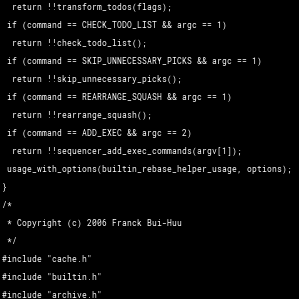 return !!transform_todos(flags);
if (command == CHECK_TODO_LIST && argc == 1)
return !!check_todo_list();
if (command == SKIP_UNNECESSARY_PICKS && argc == 1)
return !!skip_unnecessary_picks();
if (command == REARRANGE_SQUASH && argc == 1)
return !!rearrange_squash();
if (command == ADD_EXEC && argc == 2)
return !!sequencer_add_exec_commands(argv[1]);
usage_with_options(builtin_rebase_helper_usage, options);
}
/*
* Copyright (c) 2006 Franck Bui-Huu
*/
#include "cache.h"
#include "builtin.h"
#include "archive.h"